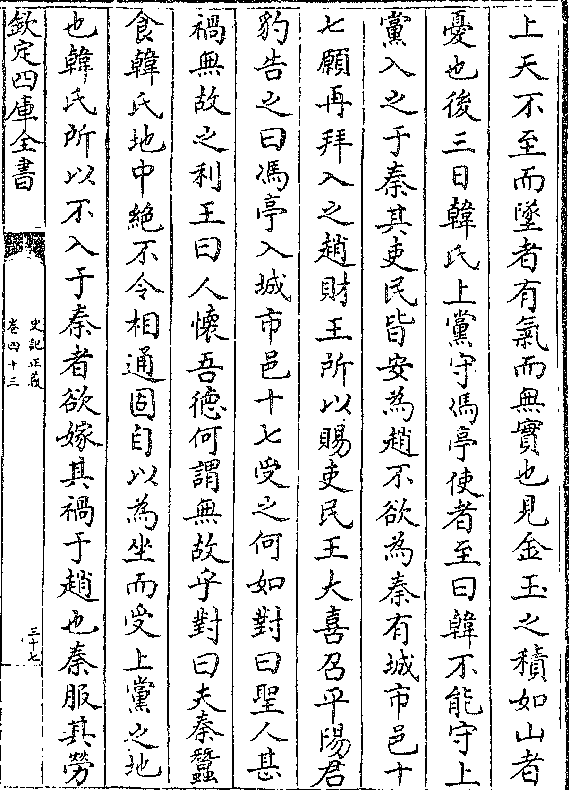 上天不至而墜者有氣而無實也見金玉之積如山者
憂也後三日韓氏上黨守馮亭使者至曰韓不能守上
黨入之于秦其吏民皆安為趙不欲為秦有城市邑十
七願再拜入之趙財王所以賜吏民王大喜召平陽君
豹告之曰馮亭入城市邑十七受之何如對曰聖人甚
禍無故之利王曰人懷吾德何謂無故乎對曰夫秦蠶
食韓氏地中絕不令相通固自以為坐而受上黨之地
也韓氏所以不入于秦者欲嫁其禍于趙也秦服其勞
欽定四庫全書
史記正義
卷四十三
三十七